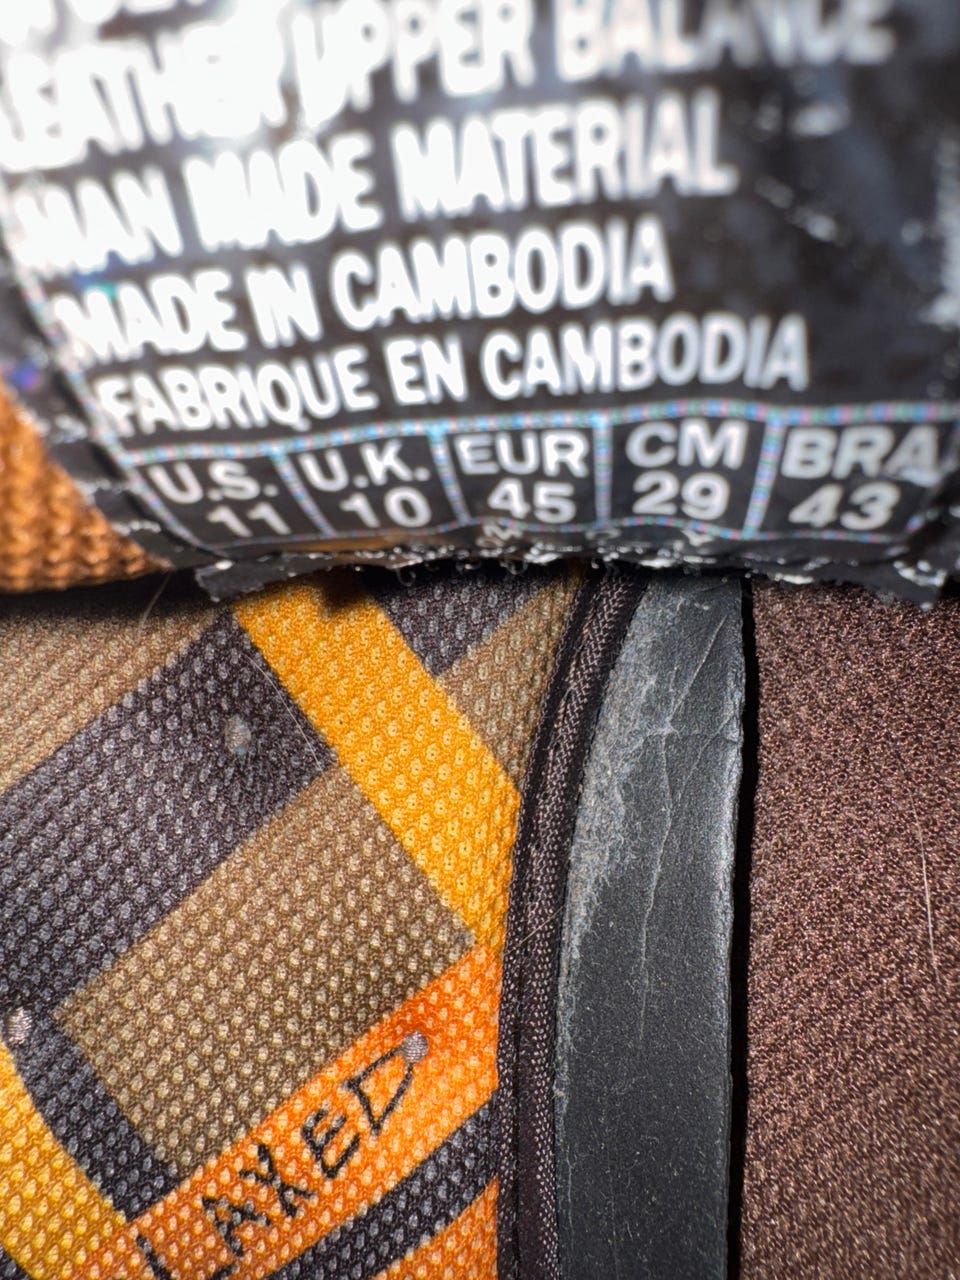 LEATHER UPPER BALANCE
MAN MADE MATERIAL
MADE IN CAMBODIA
FABRIQUE EN CAMBODIA
U.S. U.K. EUR CM BRA
11 10 45 29 43
LAXED